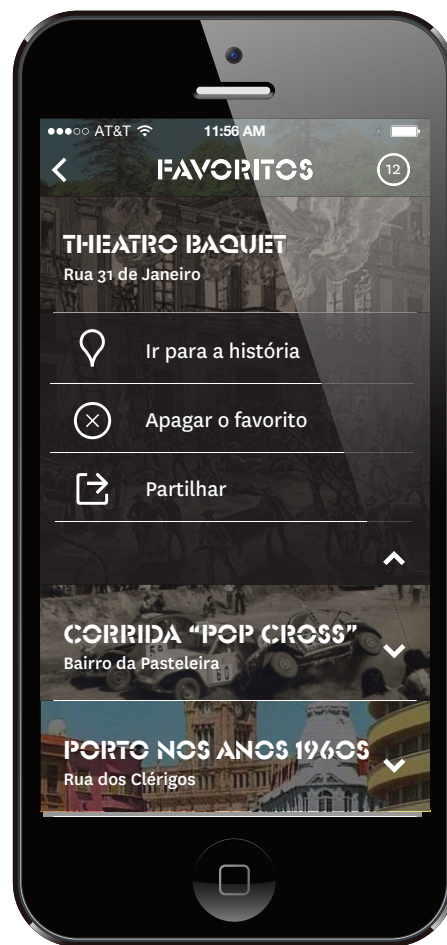 AT&T 11:56 AM
FAVORITOS 12
THEATRO BAQUET
Rua 31 de Janeiro
Ir para a história
Apagar o favorito
Partilhar
CORRIDA “POP CROSS”
Bairro da Pasteleira
PORTO NOS ANOS 1960S
Rua dos Clérigos